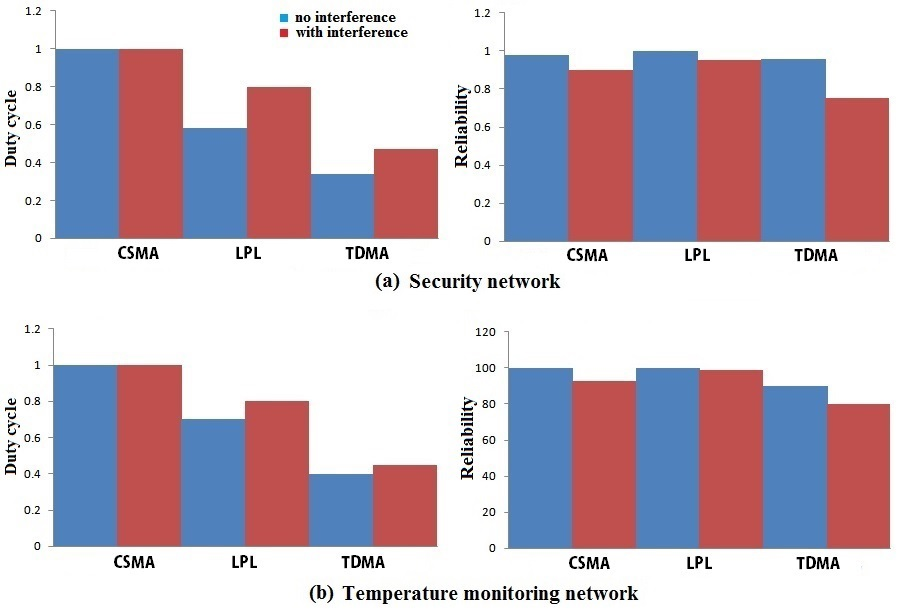 1.2
1
0.8
0.6
0.4
0.2
0
Duty cycle
no interference
with interference
CSMA LPL TDMA
1.2
1
0.8
0.6
0.4
0.2
0
Reliability
CSMA LPL TDMA
(a) Security network
1.2
1
0.8
0.6
0.4
0.2
0
Duty cycle
CSMA LPL TDMA
120
100
80
60
40
20
0
Reliability
CSMA LPL TDMA
(b) Temperature monitoring network